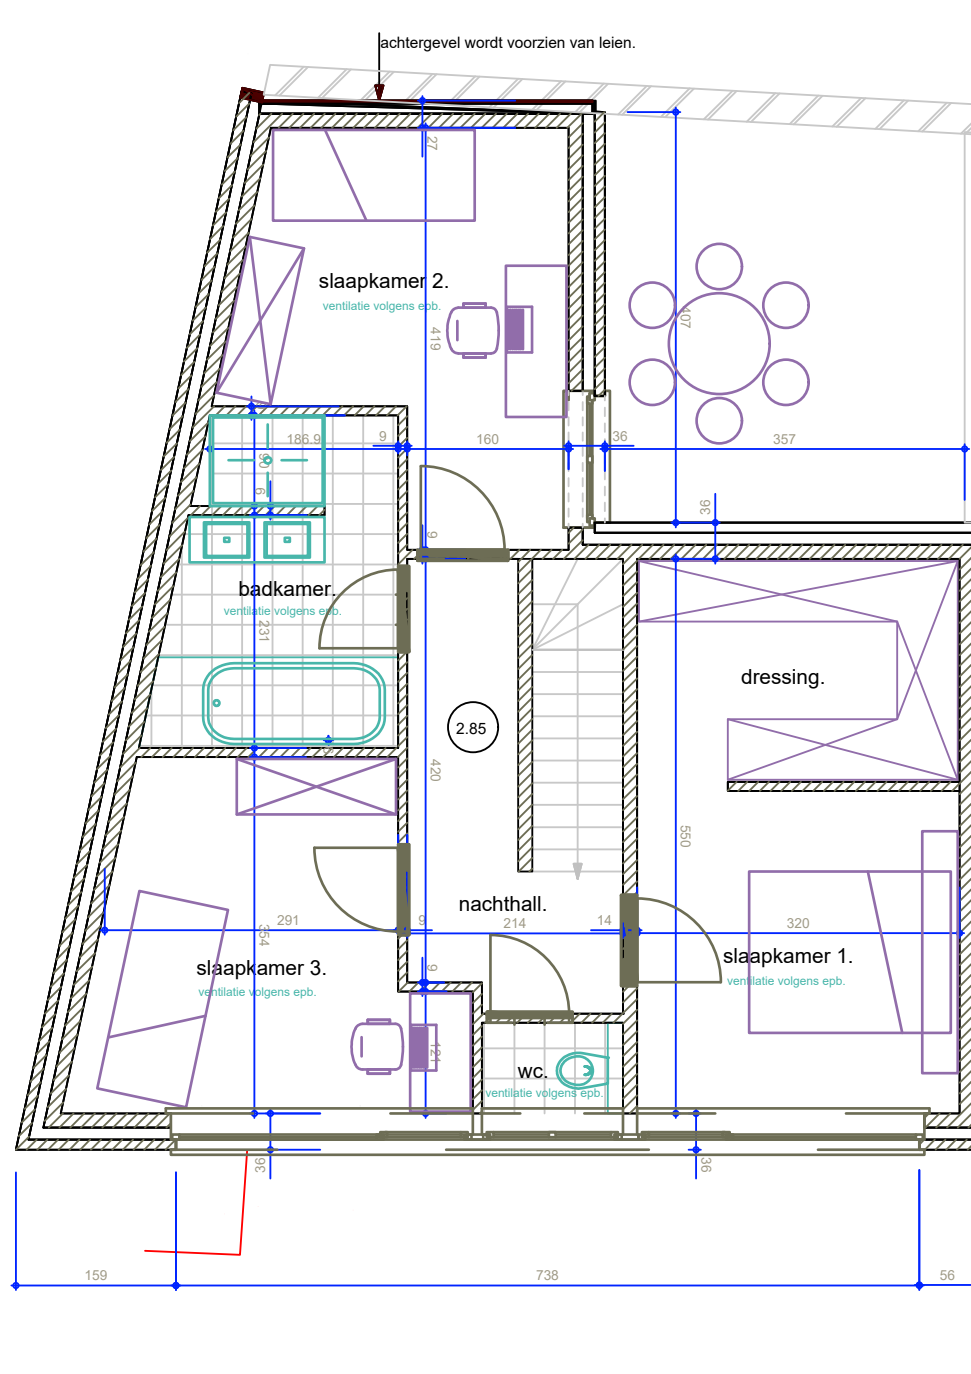 achtergevel wordt voorzien van leien.
27
slaapkamer 2.
ventilatie volgens epb.
419
407
186.9
9
160
36
357
90
9
36
9
badkamer.
ventilatie volgens epb.
231
dressing.
2.85
420
550
9
nachthall.
291
9
214
14
320
354
slaapkamer 1.
ventilatie volgens epb.
slaapkamer 3.
ventilatie volgens epb.
9
121
wc.
ventilatie volgens epb.
36
36
159
738
56